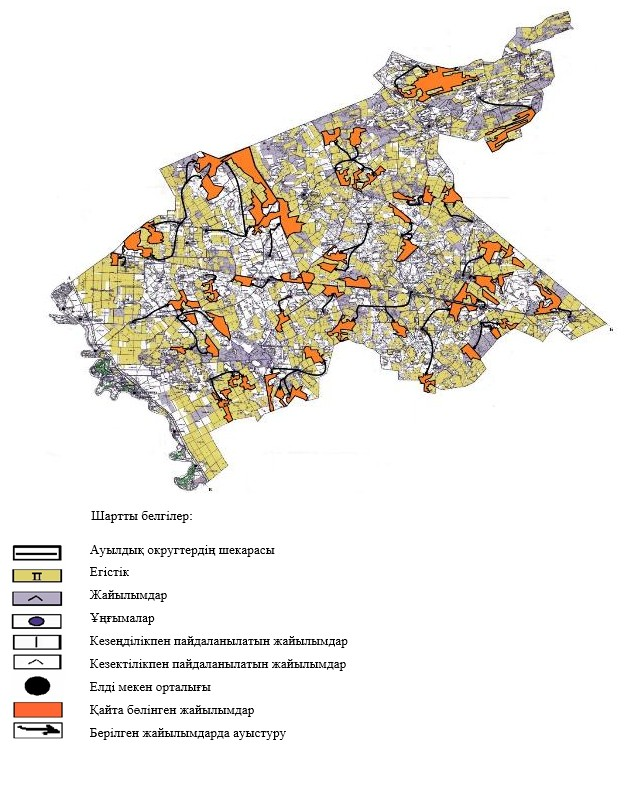 А
Б
В
Шартты белгілер:
Ауылдық округтердің шекарасы
П
Егістік
Жайылымдар
Ұңғымалар
Кезеңділікпен пайдаланылатын жайылымдар
Кезектілікпен пайдаланылатын жайылымдар
Елді мекен орталығы
Қайта бөлінген жайылымдар
Берілген жайылымдарда ауыстуру